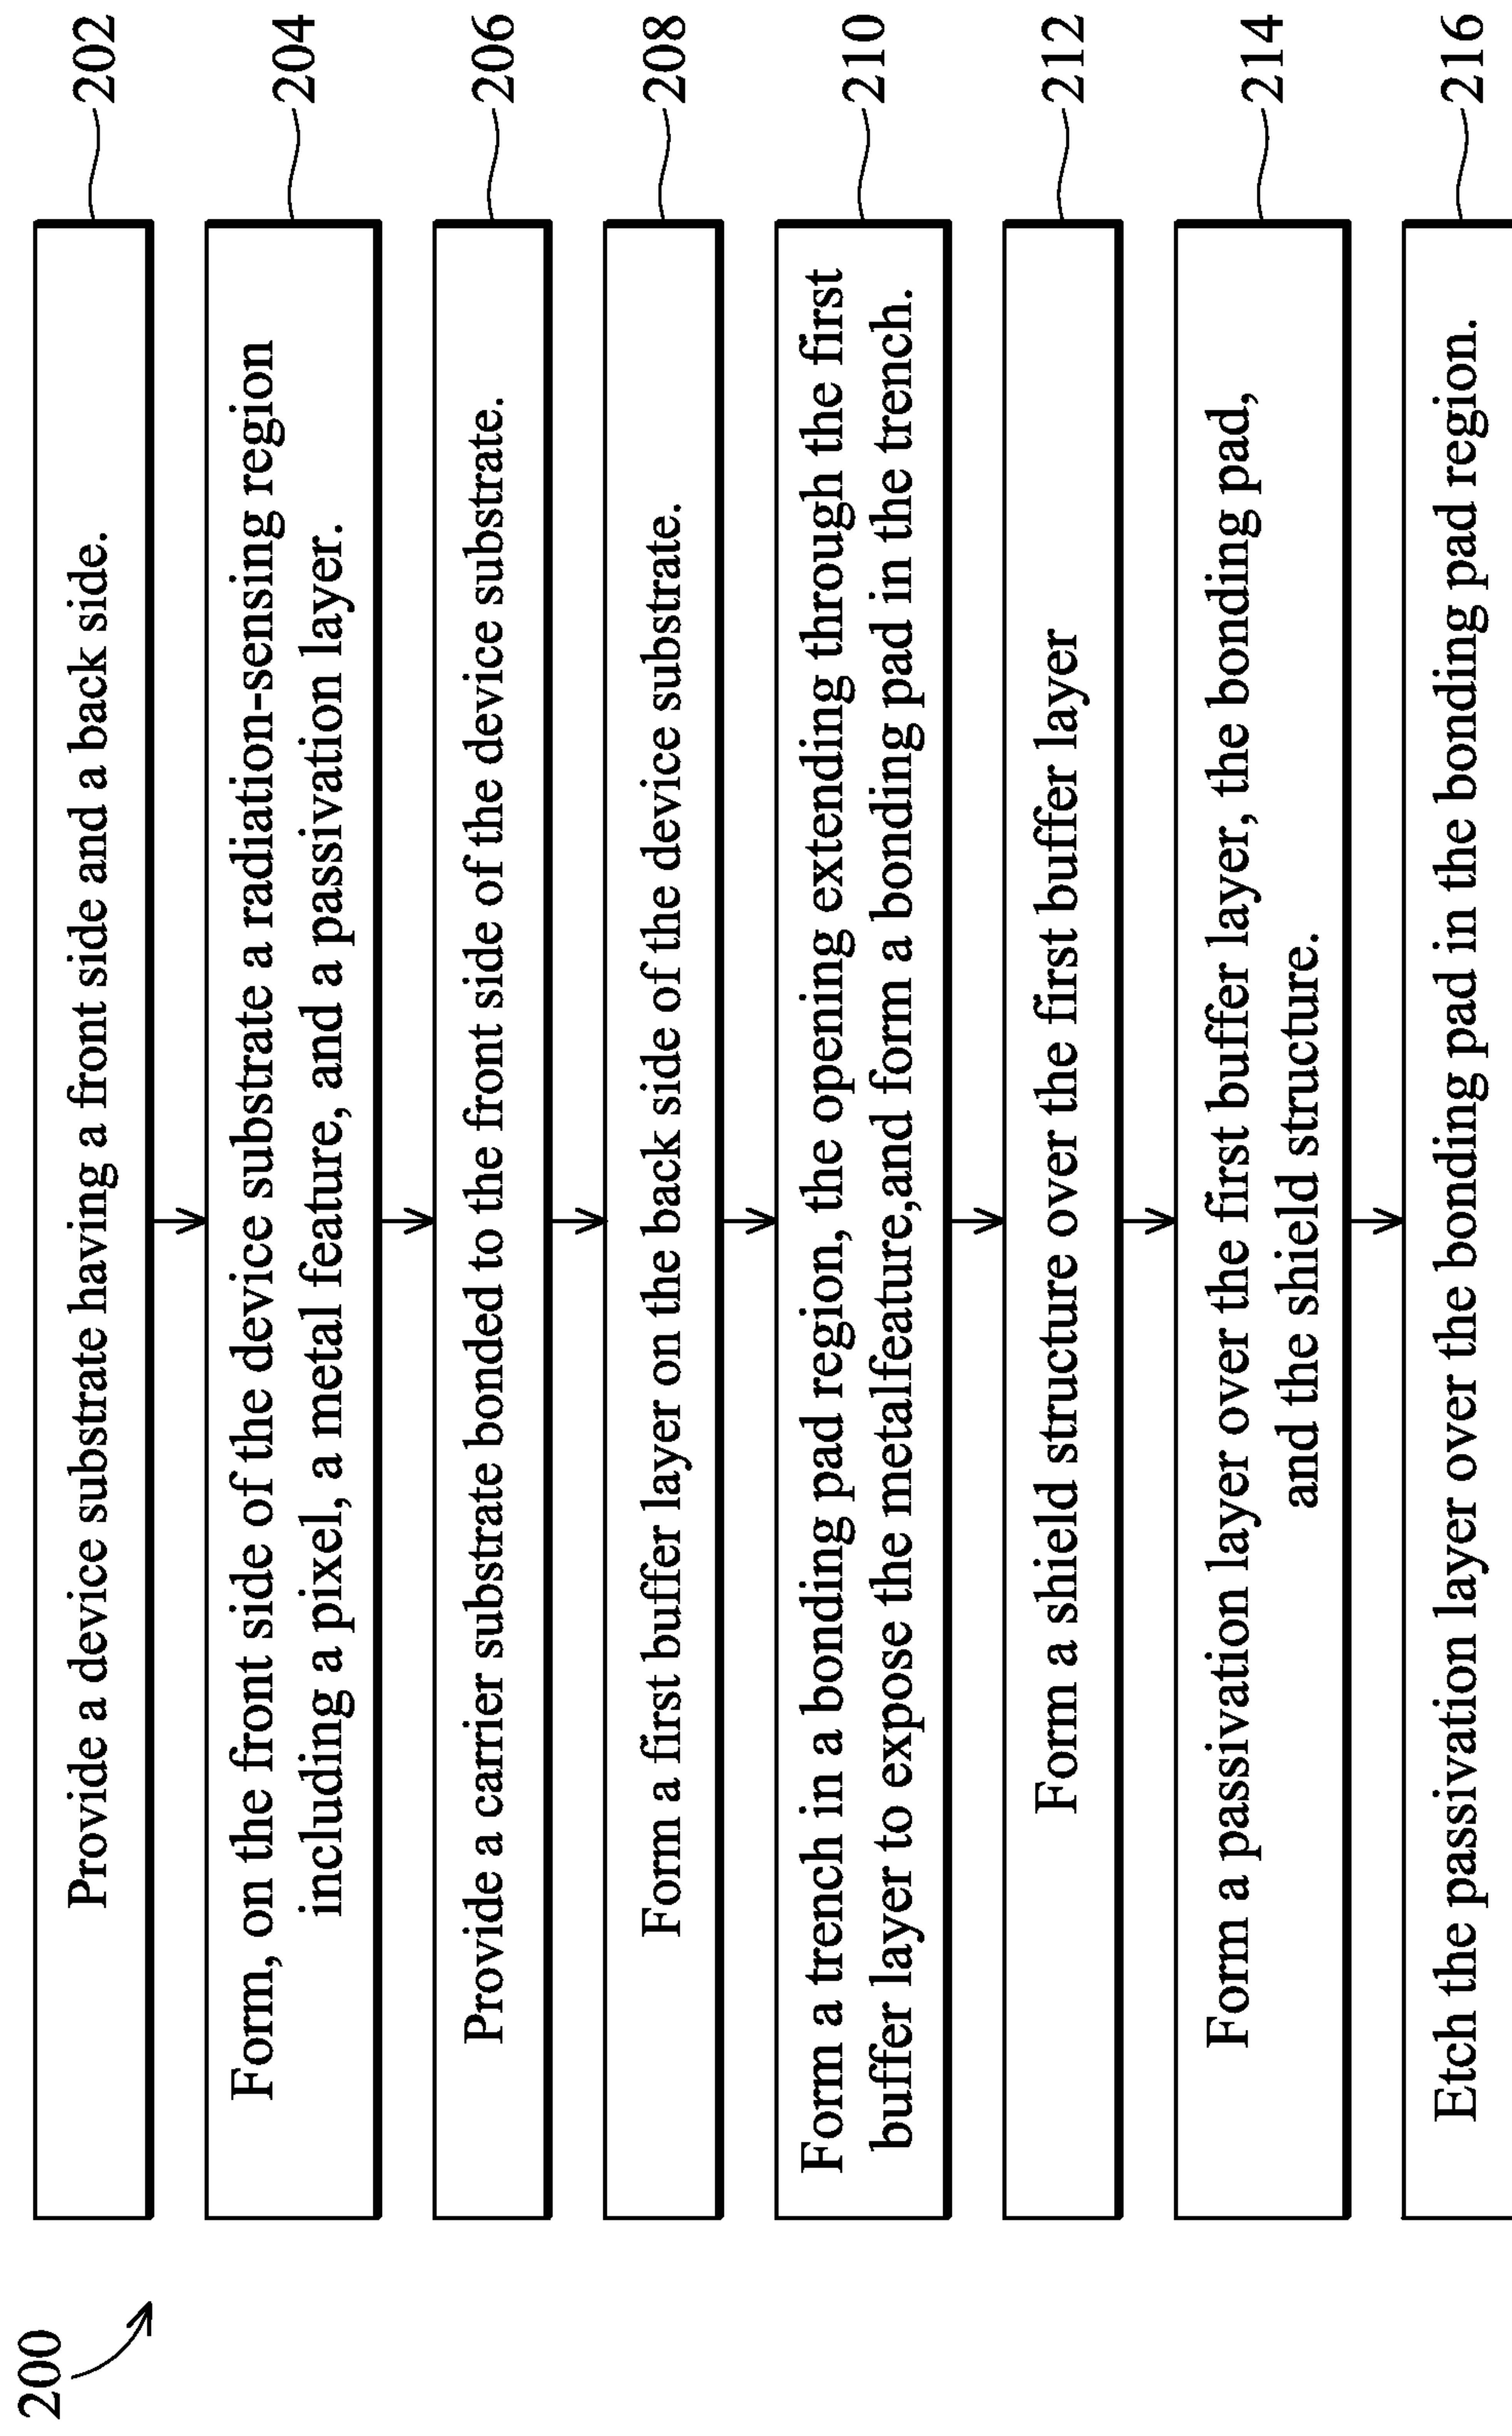 200
Provide a device substrate having a front side and a back side.
202
Form, on the front side of the device substrate a radiation-sensing region
including a pixel, a metal feature, and a passivation layer.
204
Provide a carrier substrate bonded to the front side of the device substrate.
206
Form a first buffer layer on the back side of the device substrate.
208
Form a trench in a bonding pad region, the opening extending through the first
buffer layer to expose the metalfeature,and form a bonding pad in the trench.
210
Form a shield structure over the first buffer layer
212
Form a passivation layer over the first buffer layer, the bonding pad,
and the shield structure.
214
Etch the passivation layer over the bonding pad in the bonding pad region.
216